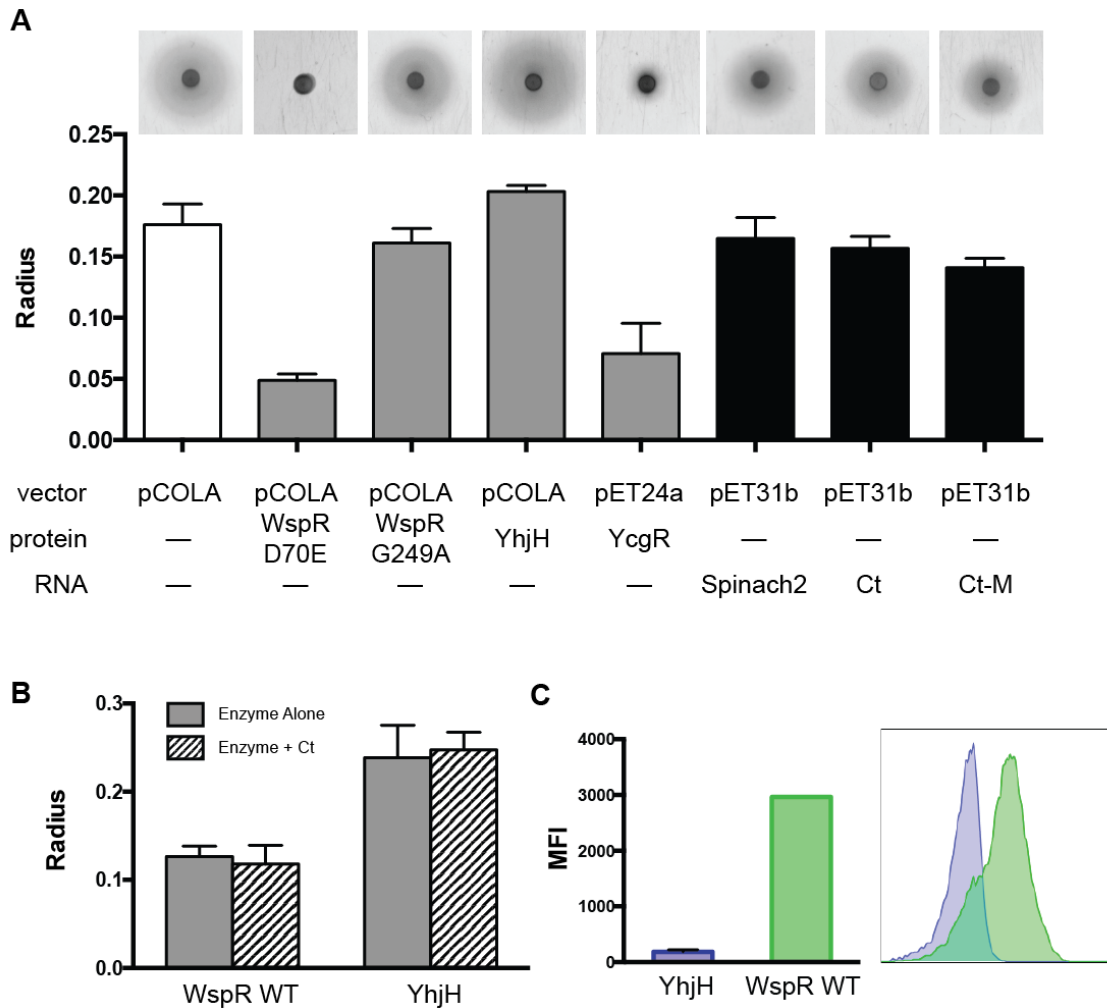 A
0.25
0.20
0.15
0.10
0.05
0.00
Radius
vector pCOLA pCOLA pCOLA pCOLA pET24a pET31b pET31b pET31b
protein — WspR D70E WspR G249A YhjH YcgR — — —
RNA — — — — — Spinach2 Ct Ct-M
B
0.3
0.2
0.1
0.0
Radius
Enzyme Alone
Enzyme + Ct
WspR WT YhjH
C
4000
3000
2000
1000
0
MFI
YhjH WspR WT